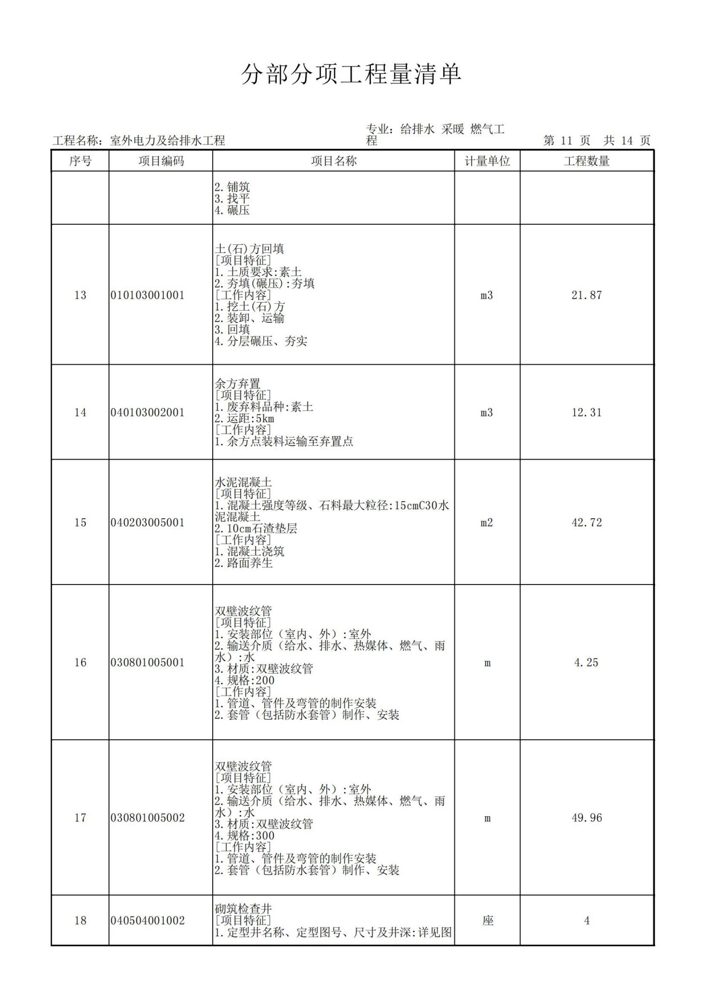 分部分项工程量清单
专业：给排水 采暖 燃气工
工程名称：室外电力及给排水工程 程 第 11 页 共 14 页
序号 项目编码 项目名称 计量单位 工程数量
2.铺筑
3.找平
4.碾压
土(石)方回填
[项目特征]
1.土质要求:素土
2.夯填(碾压):夯填
[工作内容]
13 010103001001 m3 21.87
1.挖土(石)方
2.装卸、运输
3.回填
4.分层碾压、夯实
余方弃置
[项目特征]
1.废弃料品种:素土
14 040103002001 m3 12.31
2.运距:5km
[工作内容]
1.余方点装料运输至弃置点
水泥混凝土
[项目特征]
1.混凝土强度等级、石料最大粒径:15cmC30水
泥混凝土
15 040203005001 m2 42.72
2.10cm石渣垫层
[工作内容]
1.混凝土浇筑
2.路面养生
双壁波纹管
[项目特征]
1.安装部位（室内、外）:室外
2.输送介质（给水、排水、热媒体、燃气、雨
水）:水
16 030801005001 m 4.25
3.材质:双壁波纹管
4.规格:200
[工作内容]
1.管道、管件及弯管的制作安装
2.套管（包括防水套管）制作、安装
双壁波纹管
[项目特征]
1.安装部位（室内、外）:室外
2.输送介质（给水、排水、热媒体、燃气、雨
水）:水
17 030801005002 m 49.96
3.材质:双壁波纹管
4.规格:300
[工作内容]
1.管道、管件及弯管的制作安装
2.套管（包括防水套管）制作、安装
砌筑检查井
18 040504001002 [项目特征] 座 4
1.定型井名称、定型图号、尺寸及井深:详见图